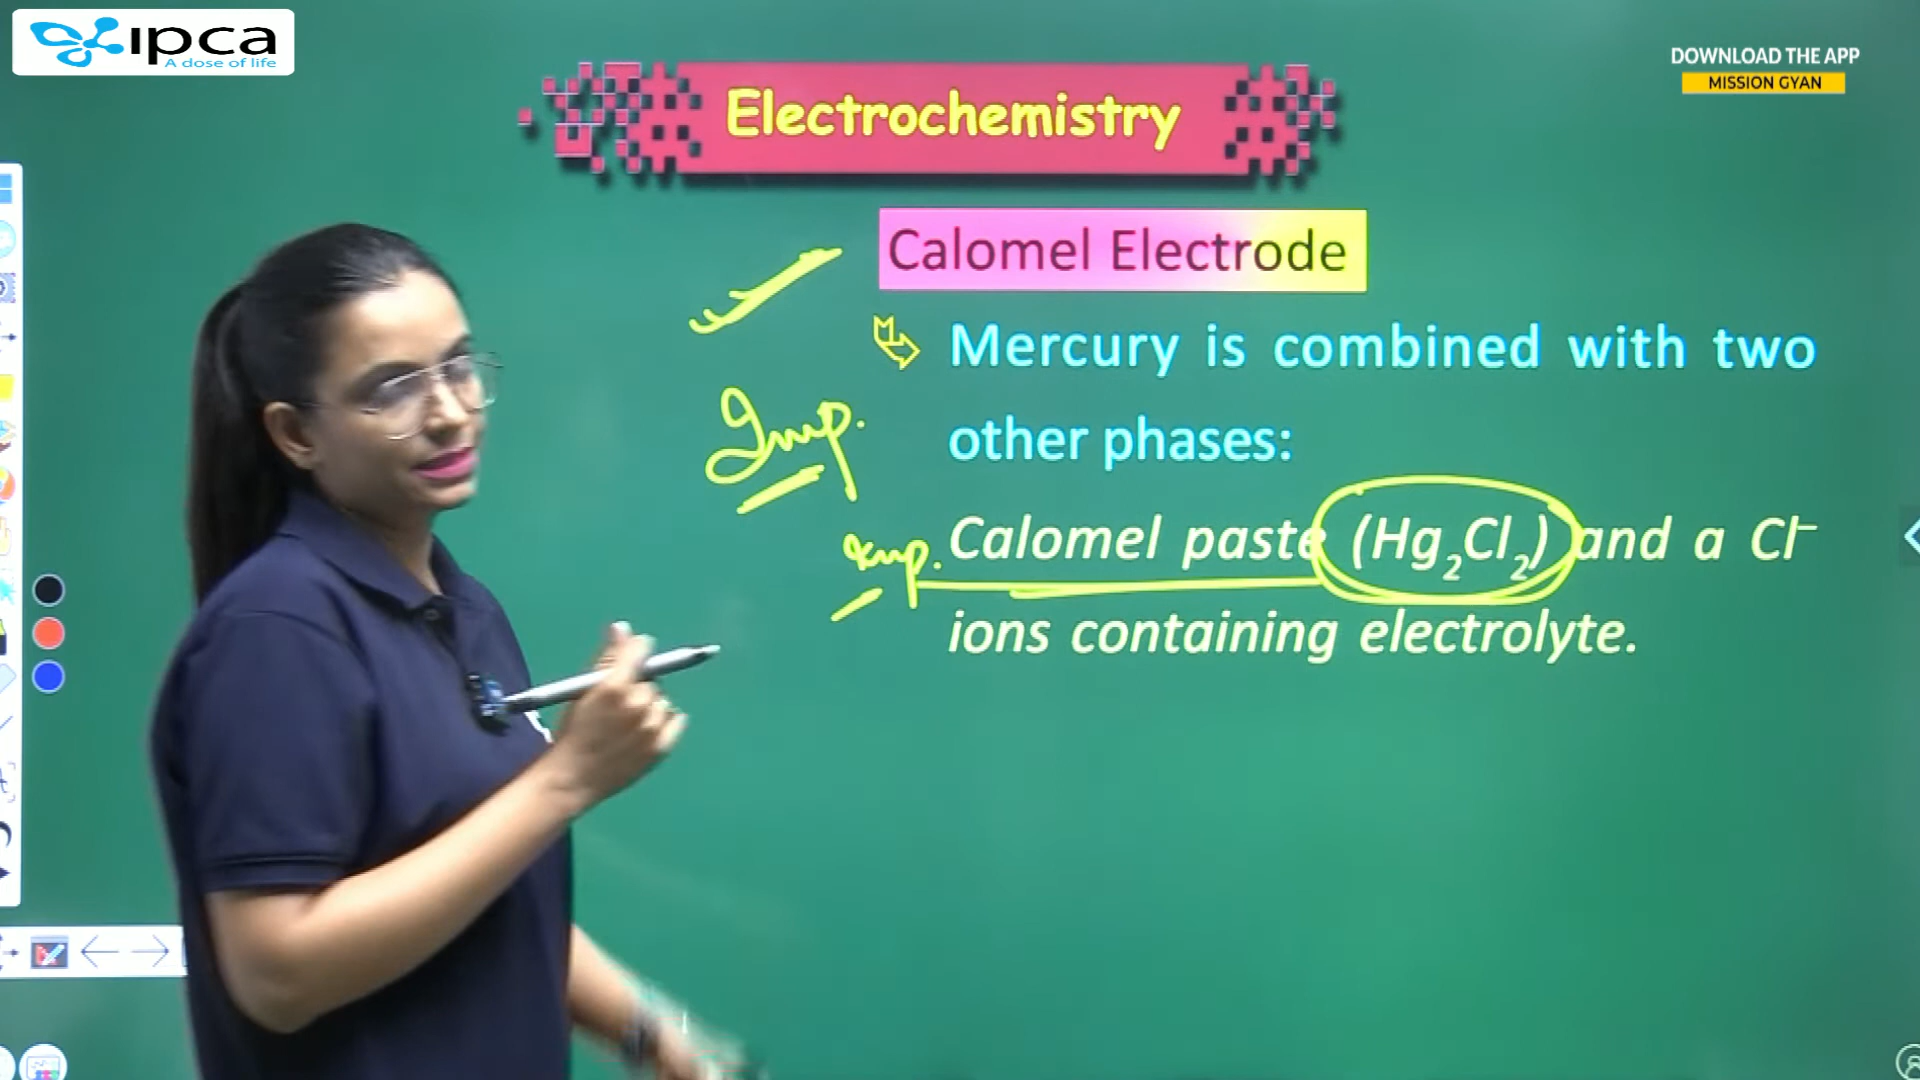 ipca
A dose of life
DOWNLOAD THE APP
MISSION GYAN
Electrochemistry
Calomel Electrode
Mercury is combined with two
other phases:
Imp.
Imp.
Calomel paste (Hg₂Cl₂) and a Cl⁻
ions containing electrolyte.